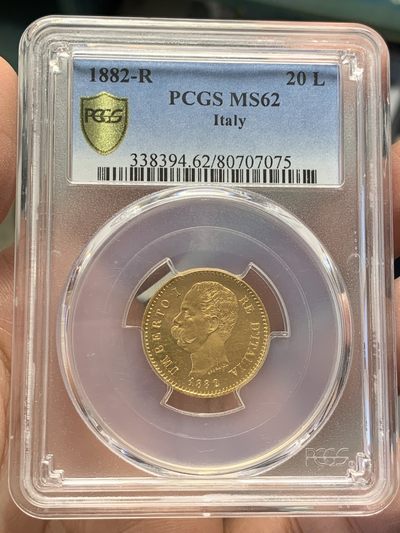 1882-R 20 L
PCGS MS62
Italy
PCGS
338394.62/80707075
UMBERTO I RE D'ITALIA
1882
PCGS